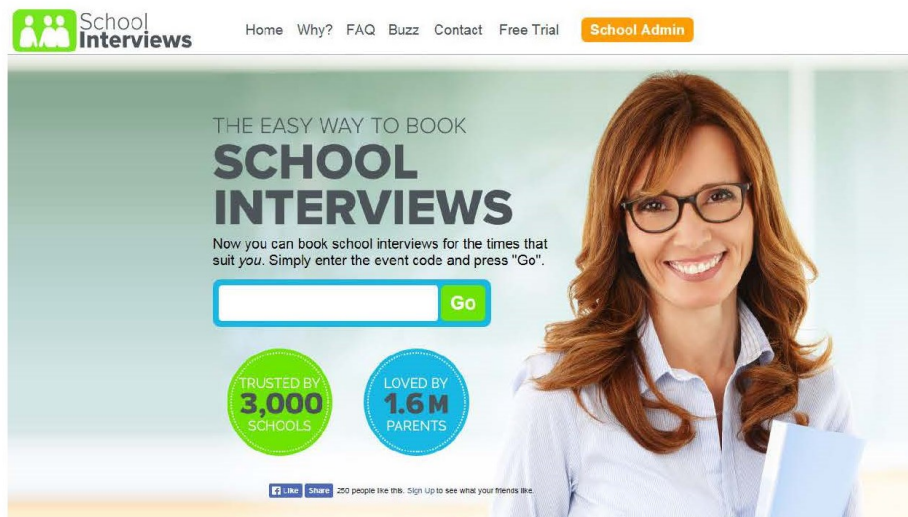 School
Interviews
Home Why? FAQ Buzz Contact Free Trial School Admin
THE EASY WAY TO BOOK
SCHOOL
INTERVIEWS
Now you can book school interviews for the times that
suit you. Simply enter the event code and press "Go".
Go
TRUSTED BY
3,000
SCHOOLS
LOVED BY
1.6 M
PARENTS
Like Share 250 people like this. Sign Up to see what your friends like.